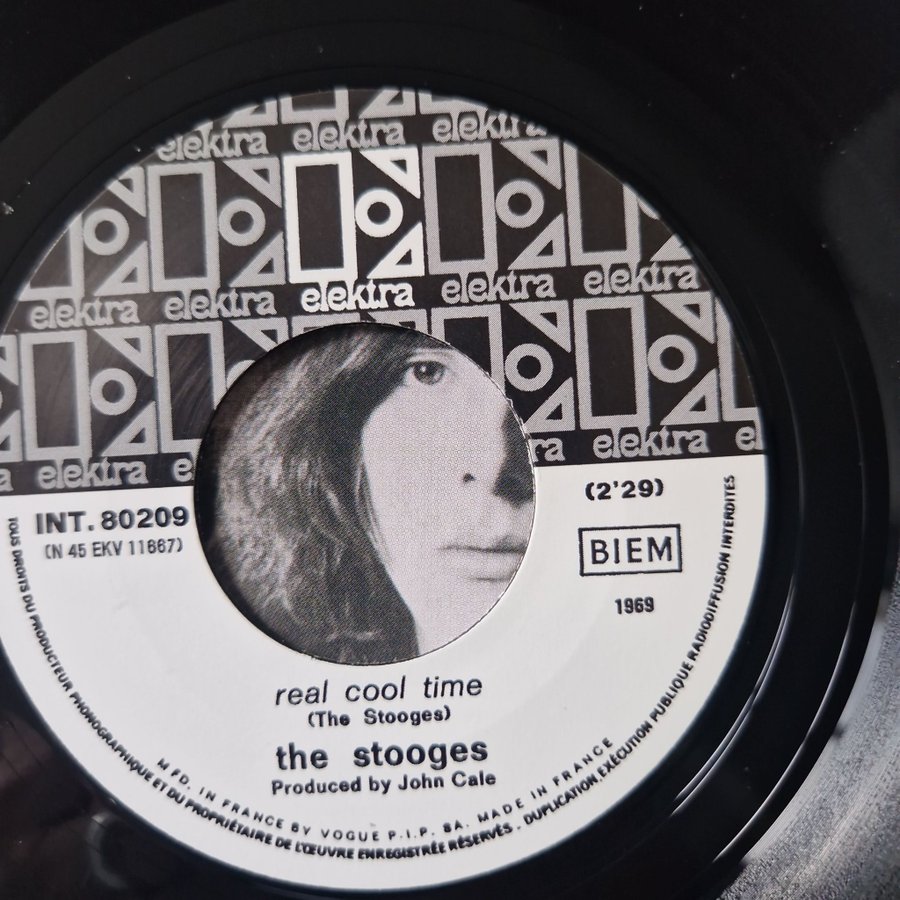 elektra elektra elektra
elektra elektra elektra elektra elektra
elektra e ra elektra e
INT. 80209
(N 45 EKV 11667)
(2'29)
BIEM
1969
real cool time
(The Stooges)
the stooges
Produced by John Cale
MFD. IN FRANCE BY VOGUE P.I.P. SA. MADE IN FRANCE
TOUS DROITS DU PRODUCTEUR PHONOGRAPHIQUE ET DU PROPRIÉTAIRE DE L'ŒUVRE ENREGISTRÉE RÉSERVÉS . DUPLICATION EXÉCUTION PUBLIQUE RADIODIFFUSION INTERDITES